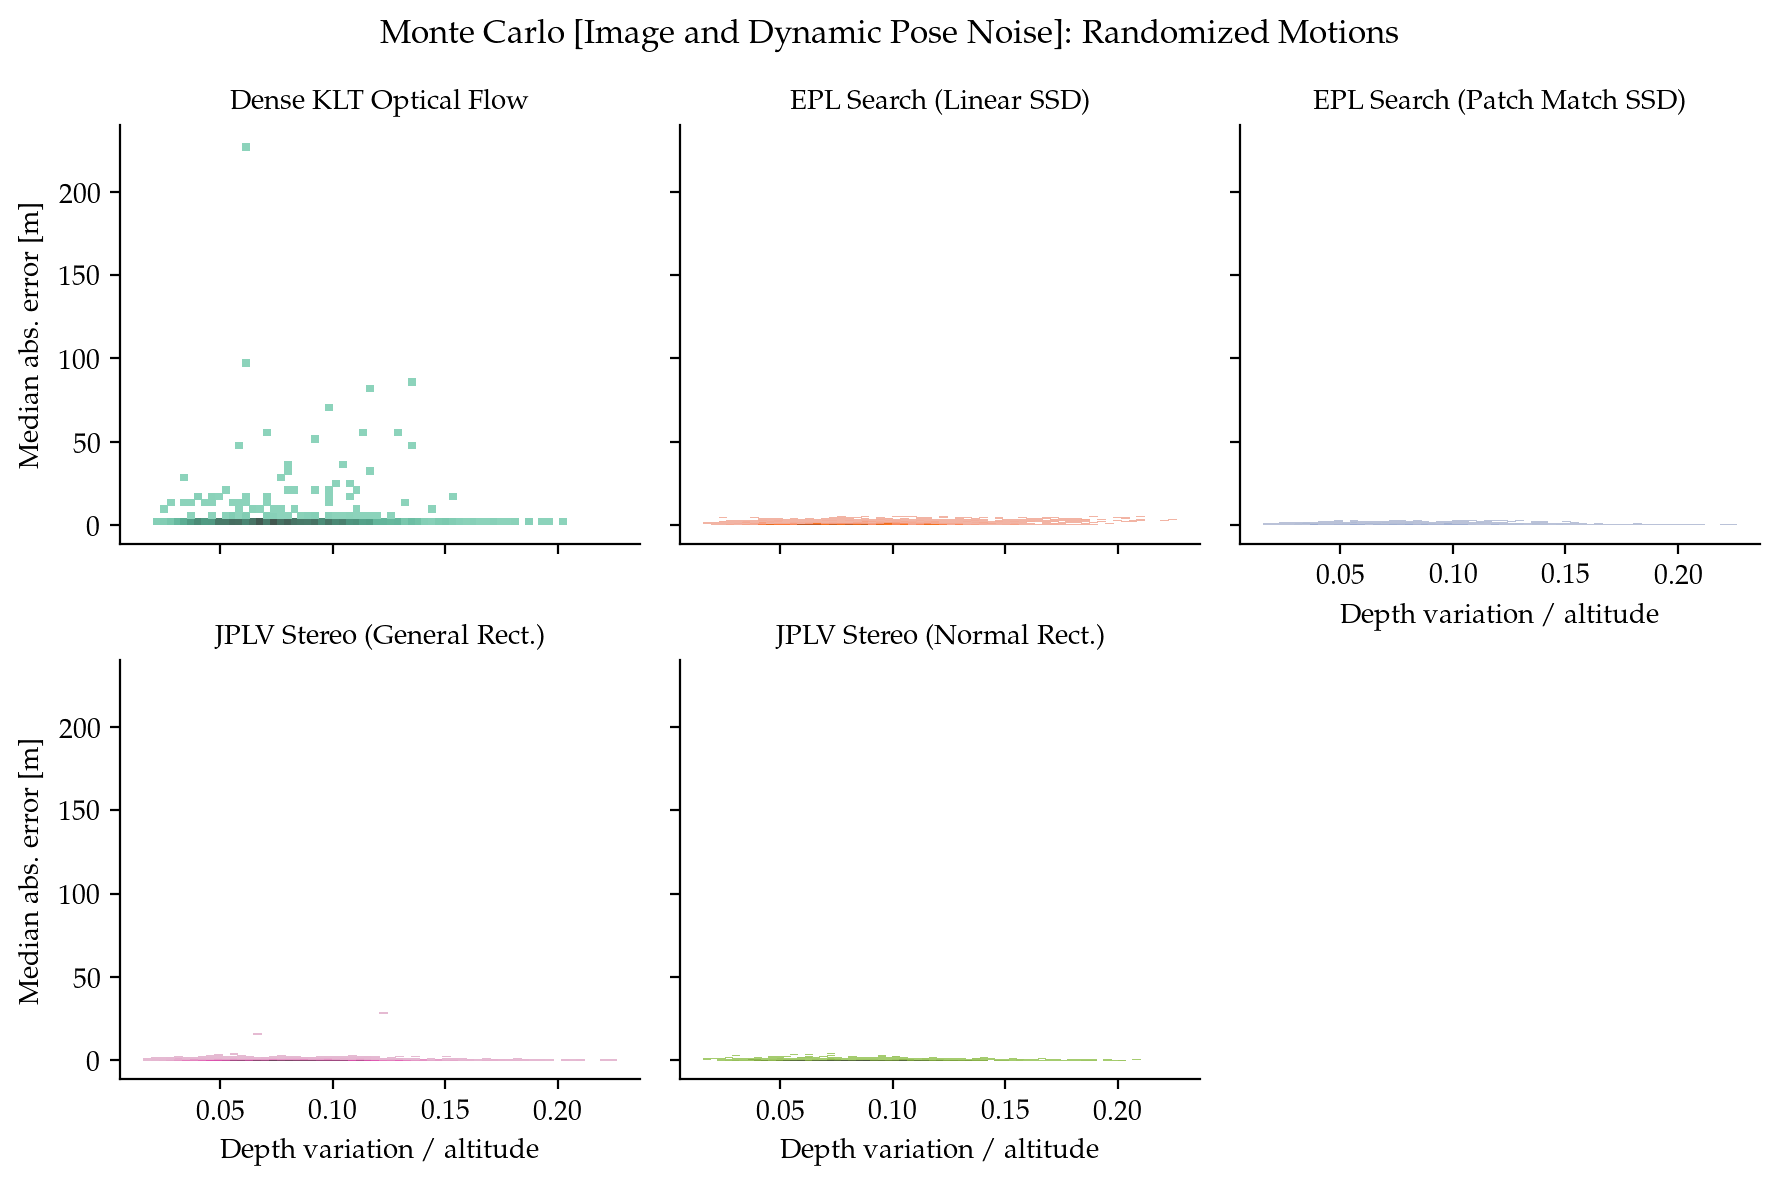 Monte Carlo [Image and Dynamic Pose Noise]: Randomized Motions
Dense KLT Optical Flow
EPL Search (Linear SSD)
EPL Search (Patch Match SSD)
Median abs. error [m]
200
150
100
50
0
0.05 0.10 0.15 0.20
Depth variation / altitude
JPLV Stereo (General Rect.)
JPLV Stereo (Normal Rect.)
Median abs. error [m]
200
150
100
50
0
0.05 0.10 0.15 0.20
Depth variation / altitude
0.05 0.10 0.15 0.20
Depth variation / altitude